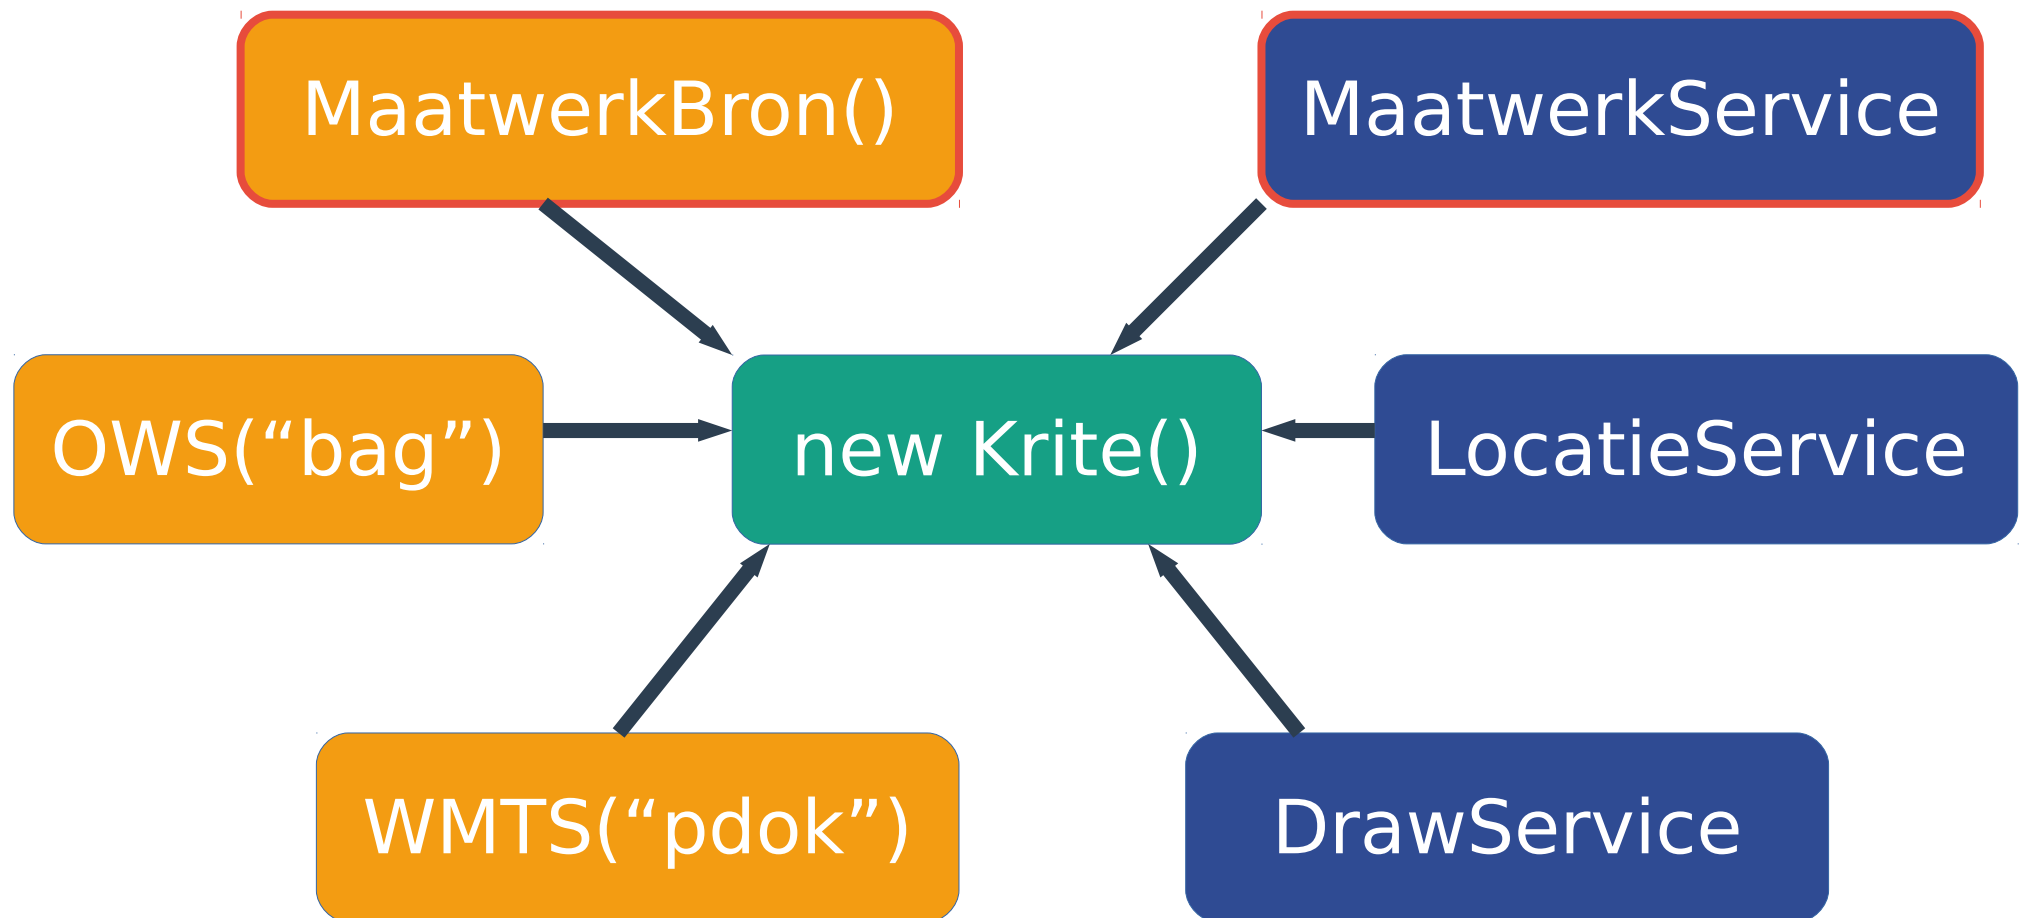 MaatwerkBron()
MaatwerkService
OWS(“bag”)
new Krite()
LocatieService
WMTS(“pdok”)
DrawService